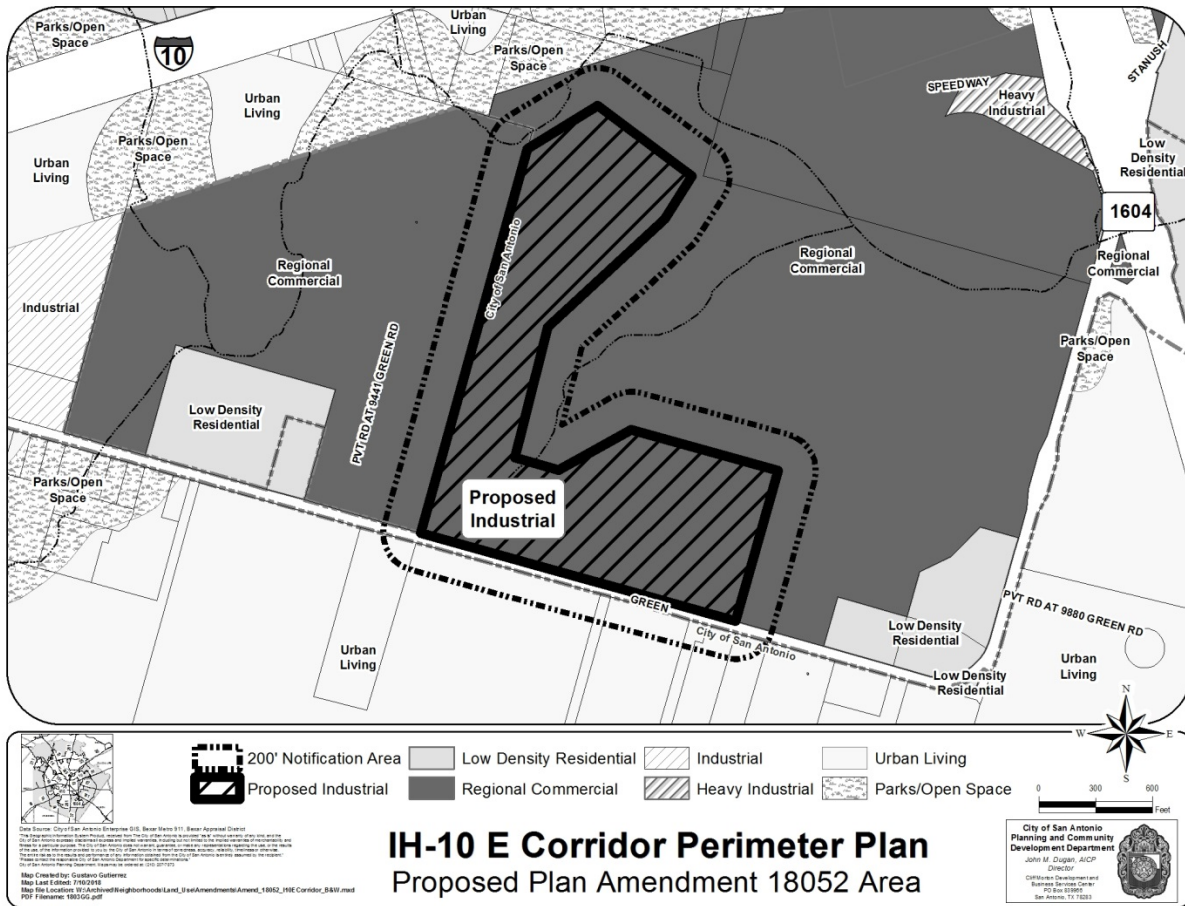 Parks/Open
Space
10
Urban
Living
Parks/Open
Space
Urban
Living
Parks/Open
Space
Urban
Living
SPEEDWAY
Heavy
Industrial
STANUSH
Low
Density
Residential
1604
Regional
Commercial
Industrial
Regional
Commercial
City of San Antonio
Regional
Commercial
Parks/Open
Space
Low Density
Residential
PVT RD AT 9441 GREEN RD
Parks/Open
Space
Proposed
Industrial
GREEN
City of San Antonio
Urban
Living
Low Density
Residential
Low Density
Residential
PVT RD AT 9880 GREEN RD
Urban
Living
N
W
E
S
200' Notification Area
Low Density Residential
Industrial
Urban Living
Proposed Industrial
Regional Commercial
Heavy Industrial
Parks/Open Space
0 300 600
Feet
Data Source: City of San Antonio Enterprise GIS, Bexar Metro 911, Bexar Appraisal District
Map Created by: Gustavo Gutierrez
Map Last Edited: 7/10/2018
PDF Filename: 1803GG.pdf
IH-10 E Corridor Perimeter Plan
Proposed Plan Amendment 18052 Area
City of San Antonio
Planning and Community
Development Department
John M. Dugan, AICP
Director
Cliff Morton Development and
Business Services Center
PO Box 839966
San Antonio, TX 78283